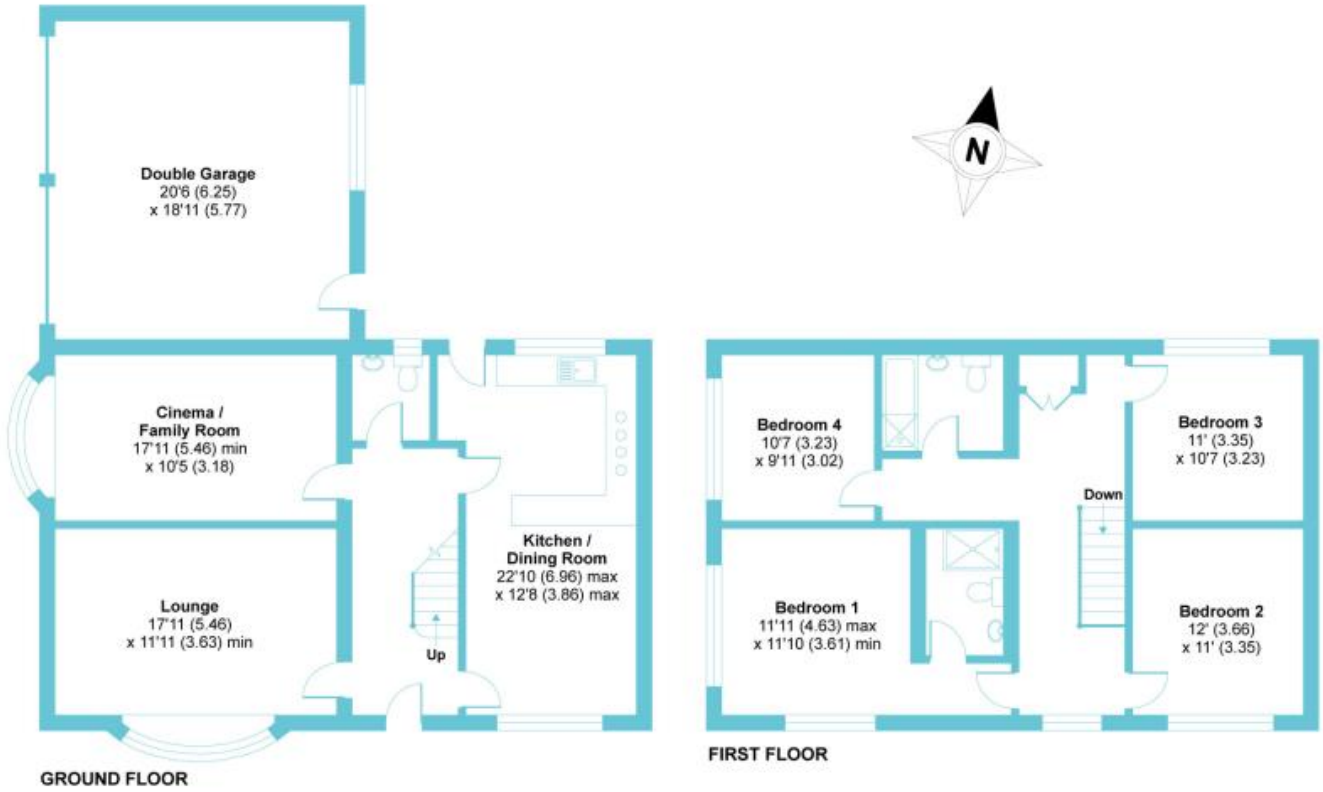 Double Garage
20'6 (6.25)
x 18'11 (5.77)
N
Cinema /
Family Room
17'11 (5.46) min
x 10'5 (3.18)
Lounge
17'11 (5.46)
x 11'11 (3.63) min
Kitchen /
Dining Room
22'10 (6.96) max
x 12'8 (3.86) max
Up
GROUND FLOOR
Bedroom 4
10'7 (3.23)
x 9'11 (3.02)
Bedroom 3
11' (3.35)
x 10'7 (3.23)
Down
Bedroom 1
11'11 (4.63) max
x 11'10 (3.61) min
Bedroom 2
12' (3.66)
x 11' (3.35)
FIRST FLOOR